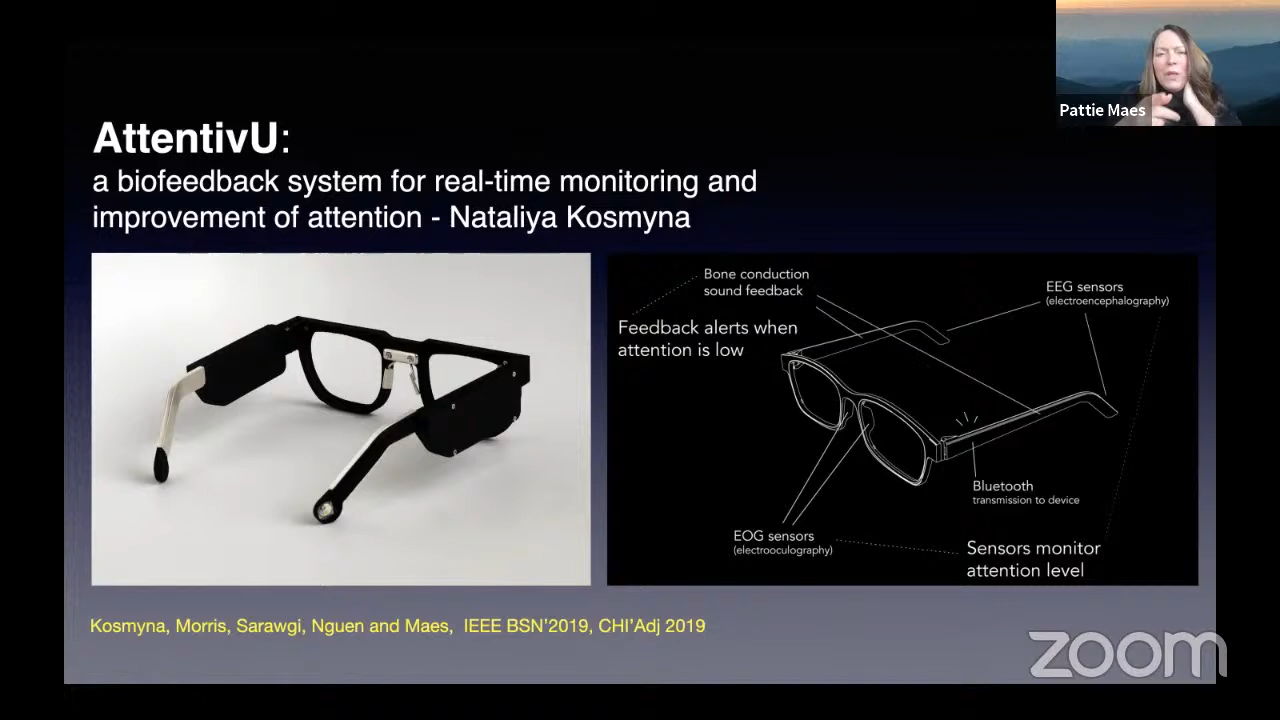 Pattie Maes
AttentivU:
a biofeedback system for real-time monitoring and
improvement of attention - Nataliya Kosmyna
Bone conduction
sound feedback
EEG sensors
(electroencephalography)
Feedback alerts when
attention is low
Bluetooth
transmission to device
EOG sensors
(electrooculography)
Sensors monitor
attention level
Kosmyna, Morris, Sarawgi, Nguen and Maes, IEEE BSN'2019, CHI'Adj 2019
zoom